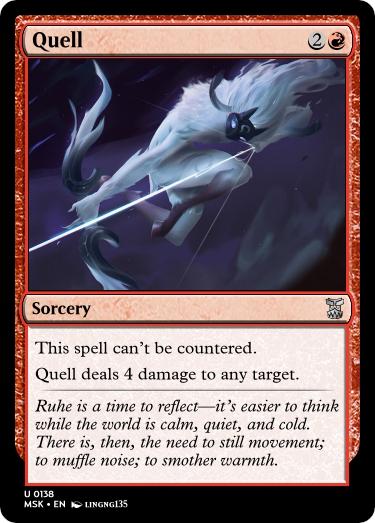 Quell 2
Sorcery
This spell can't be countered.
Quell deals 4 damage to any target.
Ruhe is a time to reflect—it's easier to think
while the world is calm, quiet, and cold.
There is, then, the need to still movement;
to muffle noise; to smother warmth.
U 0138
MSK • EN LINGNG135